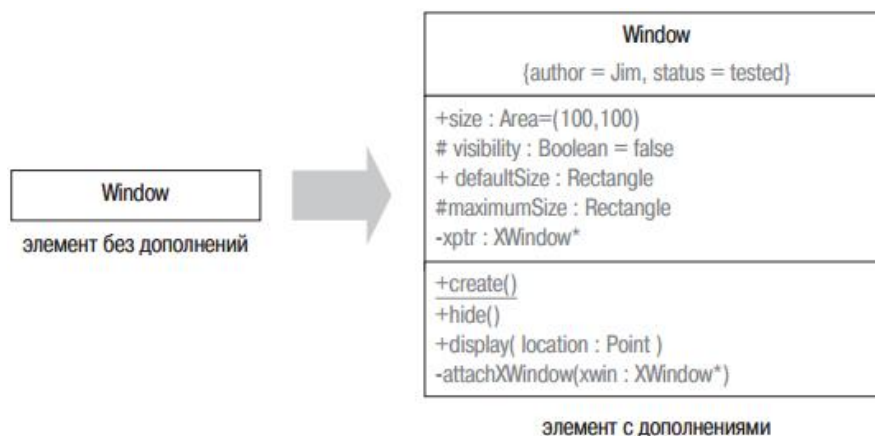 Window
элемент без дополнений
Window
{author = Jim, status = tested}
+size : Area=(100,100)
# visibility : Boolean = false
+ defaultSize : Rectangle
#maximumSize : Rectangle
-xptr : XWindow*
+create()
+hide()
+display( location : Point )
-attachXWindow(xwin : XWindow*)
элемент с дополнениями